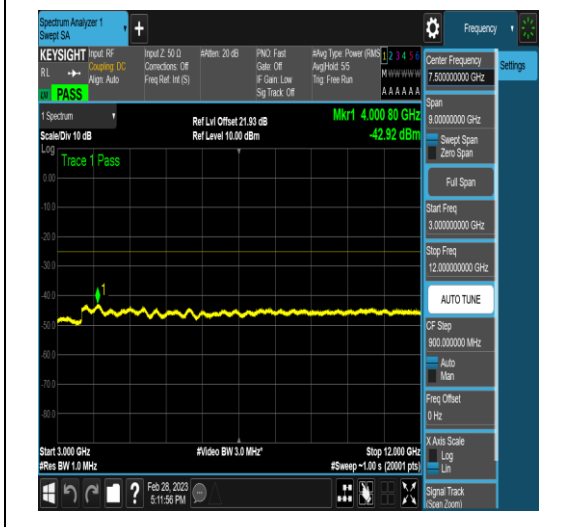 Spectrum Analyzer 1
Swept SA
+
Frequency
KEYSIGHT
RL
PASS
Input: RF
Coupling: DC
Align: Auto
Input Z: 50 Ω
Corrections: Off
Freq Ref: Int (S)
#Atten: 20 dB
PNO: Fast
Gate: Off
IF Gain: Low
Sig Track: Off
#Avg Type: Power (RMS
Avg|Hold: 5/5
Trig: Free Run
1 2 3 4 5 6
M W W W W W
A A A A A A
1 Spectrum
Scale/Div 10 dB
Ref Lvl Offset 21.93 dB
Ref Level 10.00 dBm
Mkr1 4.000 80 GHz
-42.92 dBm
Log
Trace 1 Pass
0.00
-10.0
-20.0
-30.0
-40.0
-50.0
-60.0
-70.0
-80.0
1
Start 3.000 GHz
#Res BW 1.0 MHz
#Video BW 3.0 MHz*
Stop 12.000 GHz
#Sweep ~1.00 s (20001 pts)
?
Feb 28, 2023
5:11:56 PM
Center Frequency
7.500000000 GHz
Settings
Span
9.00000000 GHz
Swept Span
Zero Span
Full Span
Start Freq
3.000000000 GHz
Stop Freq
12.000000000 GHz
AUTO TUNE
CF Step
900.000000 MHz
Auto
Man
Freq Offset
0 Hz
X Axis Scale
Log
Lin
Signal Track
(Span Zoom)